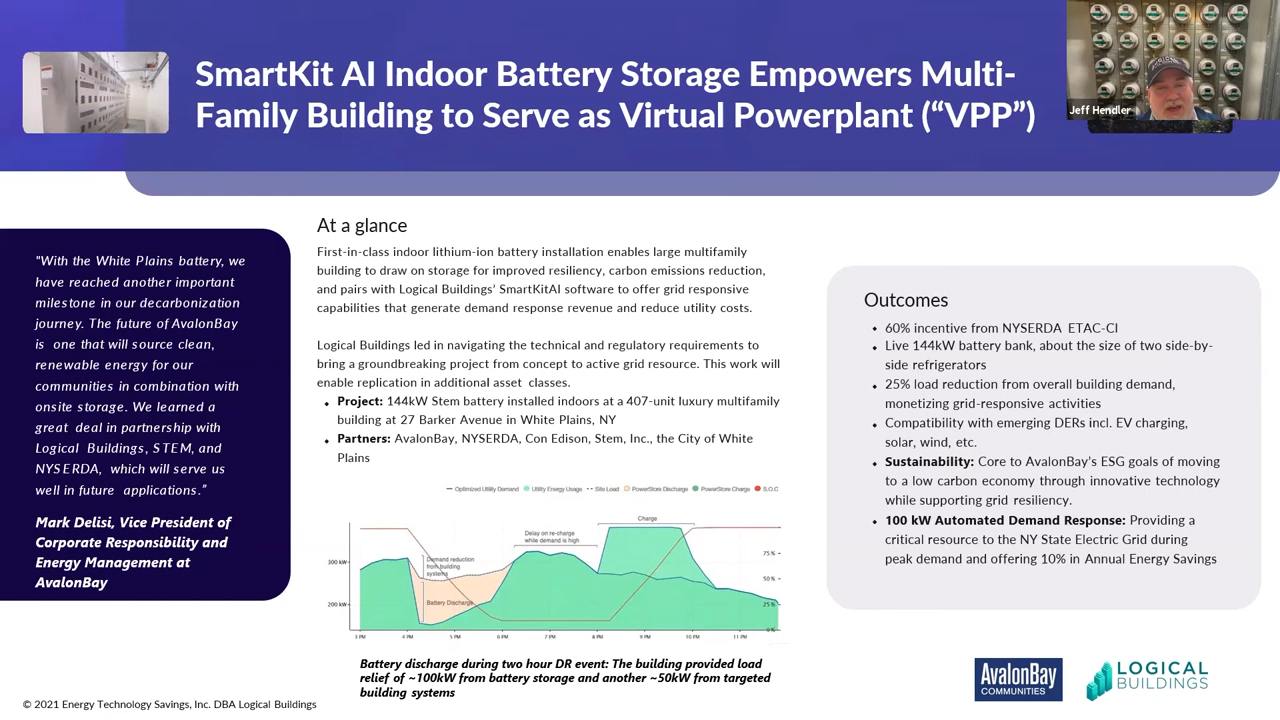 SmartKit AI Indoor Battery Storage Empowers Multi-
Family Building to Serve as Virtual Powerplant (“VPP”)
Jeff Hendler
"With the White Plains battery, we
have reached another important
milestone in our decarbonization
journey. The future of AvalonBay
is one that will source clean,
renewable energy for our
communities in combination with
onsite storage. We learned a
great deal in partnership with
Logical Buildings, STEM, and
NYSERDA, which will serve us
well in future applications.”
Mark Delisi, Vice President of
Corporate Responsibility and
Energy Management at
AvalonBay
At a glance
First-in-class indoor lithium-ion battery installation enables large multifamily
building to draw on storage for improved resiliency, carbon emissions reduction,
and pairs with Logical Buildings’ SmartKitAI software to offer grid responsive
capabilities that generate demand response revenue and reduce utility costs.
Logical Buildings led in navigating the technical and regulatory requirements to
bring a groundbreaking project from concept to active grid resource. This work will
enable replication in additional asset classes.
• Project: 144kW Stem battery installed indoors at a 407-unit luxury multifamily
building at 27 Barker Avenue in White Plains, NY
• Partners: AvalonBay, NYSERDA, Con Edison, Stem, Inc., the City of White
Plains
Optimized Utility Demand Utility Energy Usage Site Load PowerStore Discharge PowerStore Charge S.O.C
Charge
Delay on re-charge
while demand is high
Demand reduction
from building
systems
Battery Discharge
300 kW
200 kW
75 %
50 %
25 %
0 %
3 PM 4 PM 5 PM 6 PM 7 PM 8 PM 9 PM 10 PM 11 PM
Battery discharge during two hour DR event: The building provided load
relief of ~100kW from battery storage and another ~50kW from targeted
building systems
Outcomes
• 60% incentive from NYSERDA ETAC-CI
• Live 144kW battery bank, about the size of two side-by-
side refrigerators
• 25% load reduction from overall building demand,
monetizing grid-responsive activities
• Compatibility with emerging DERs incl. EV charging,
solar, wind, etc.
• Sustainability: Core to AvalonBay’s ESG goals of moving
to a low carbon economy through innovative technology
while supporting grid resiliency.
• 100 kW Automated Demand Response: Providing a
critical resource to the NY State Electric Grid during
peak demand and offering 10% in Annual Energy Savings
AvalonBay
COMMUNITIES
LOGICAL
BUILDINGS
© 2021 Energy Technology Savings, Inc. DBA Logical Buildings